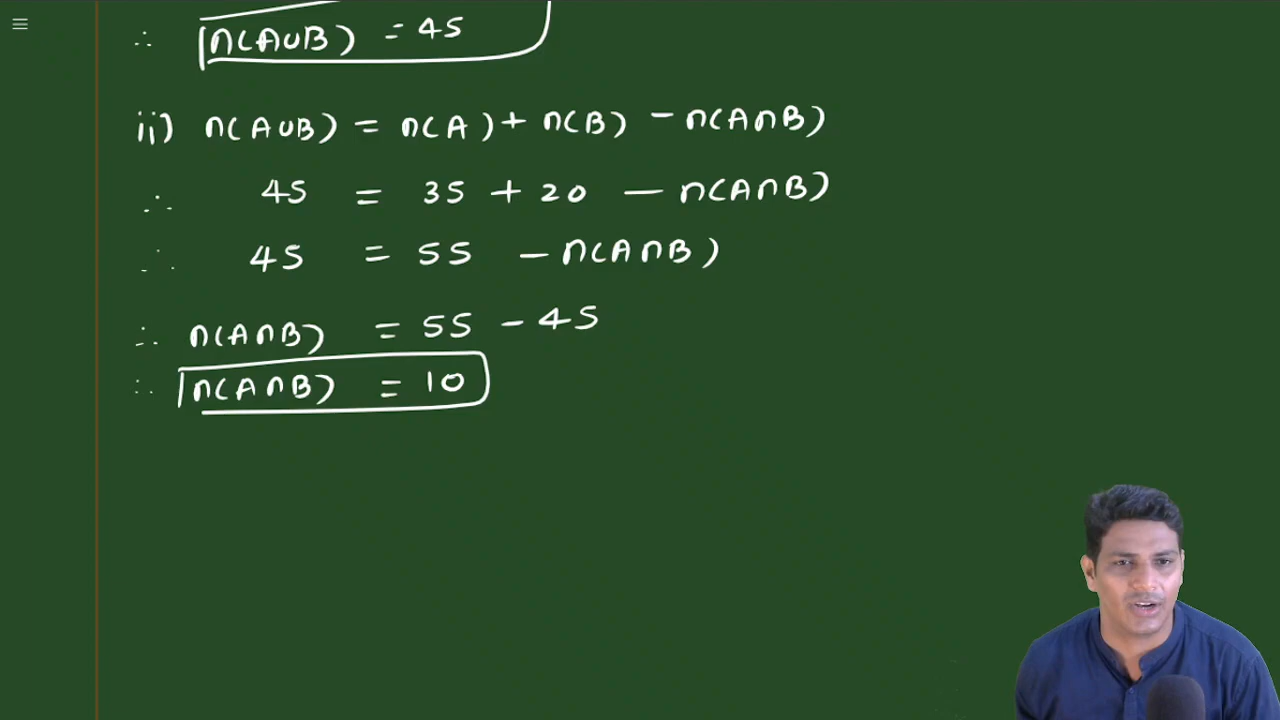 ∴ n(A∪B) = 45
ii) n(A∪B) = n(A) + n(B) - n(A∩B)
∴ 45 = 35 + 20 - n(A∩B)
∴ 45 = 55 - n(A∩B)
∴ n(A∩B) = 55 - 45
∴ n(A∩B) = 10